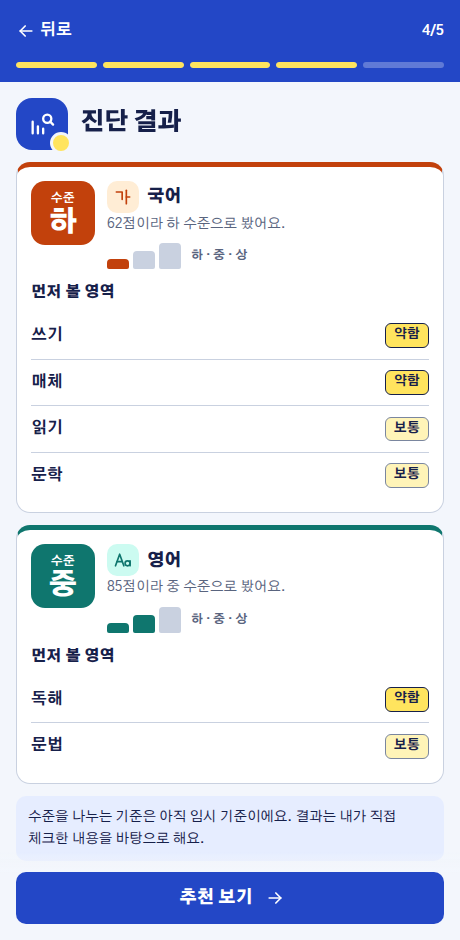 뒤로
4/5
진단 결과
수준
하
가
국어
62점이라 하 수준으로 봤어요.
하 · 중 · 상
먼저 볼 영역
쓰기
약함
매체
약함
읽기
보통
문학
보통
수준
중
Aa
영어
85점이라 중 수준으로 봤어요.
하 · 중 · 상
먼저 볼 영역
독해
약함
문법
보통
수준을 나누는 기준은 아직 임시 기준이에요. 결과는 내가 직접
체크한 내용을 바탕으로 해요.
추천 보기